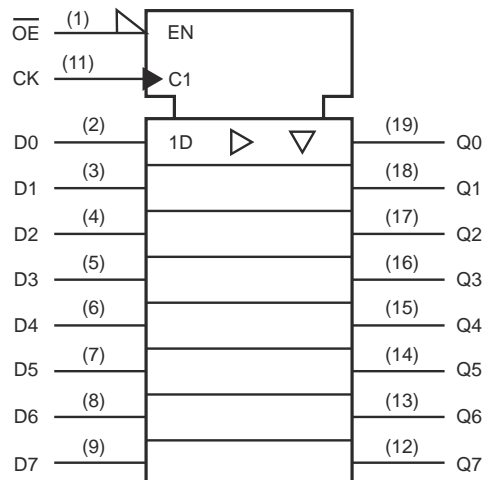 O̅E̅ (1) EN
CK (11) C1
D0 (2) 1D (19) Q0
D1 (3) (18) Q1
D2 (4) (17) Q2
D3 (5) (16) Q3
D4 (6) (15) Q4
D5 (7) (14) Q5
D6 (8) (13) Q6
D7 (9) (12) Q7